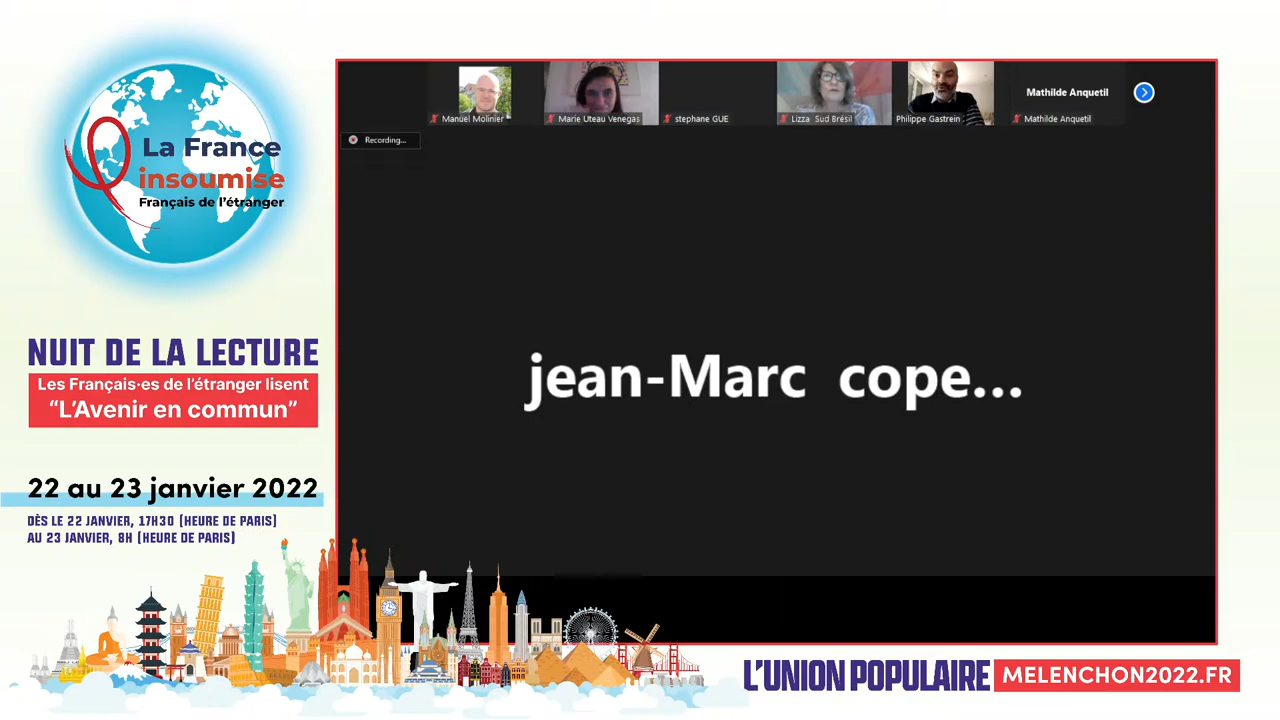 La France
insoumise
Français de l'étranger
NUIT DE LA LECTURE
Les Français·es de l'étranger lisent
“L'Avenir en commun”
22 au 23 janvier 2022
DÈS LE 22 JANVIER, 17H30 (HEURE DE PARIS)
AU 23 JANVIER, 8H (HEURE DE PARIS)
Manuel Molinier
Marie Uteau Venegas
stephane GUE
Lizza Sud Brésil
Philippe Gastrein
Mathilde Anquetil
Mathilde Anquetil
Recording...
jean-Marc cope...
L'UNION POPULAIRE
MELENCHON2022.FR